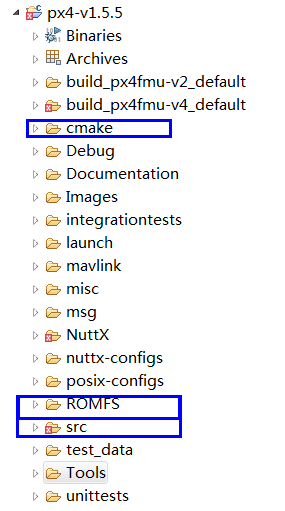 px4-v1.5.5
Binaries
Archives
build_px4fmu-v2_default
build_px4fmu-v4_default
cmake
Debug
Documentation
Images
integrationtests
launch
mavlink
misc
msg
NuttX
nuttx-configs
posix-configs
ROMFS
src
test_data
Tools
unittests